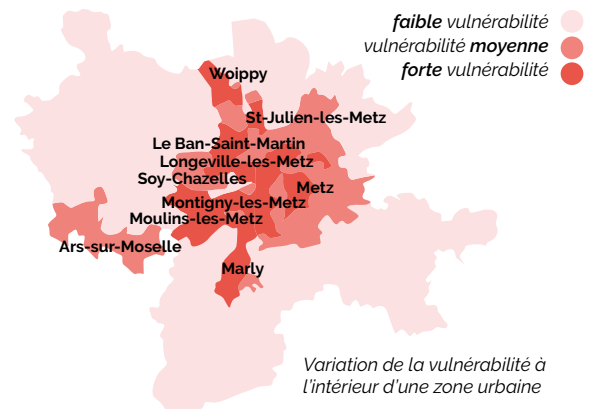 faible vulnérabilité
vulnérabilité moyenne
forte vulnérabilité
Woippy
St-Julien-les-Metz
Le Ban-Saint-Martin
Longeville-les-Metz
Soy-Chazelles
Metz
Montigny-les-Metz
Moulins-les-Metz
Ars-sur-Moselle
Marly
Variation de la vulnérabilité à
l’intérieur d’une zone urbaine